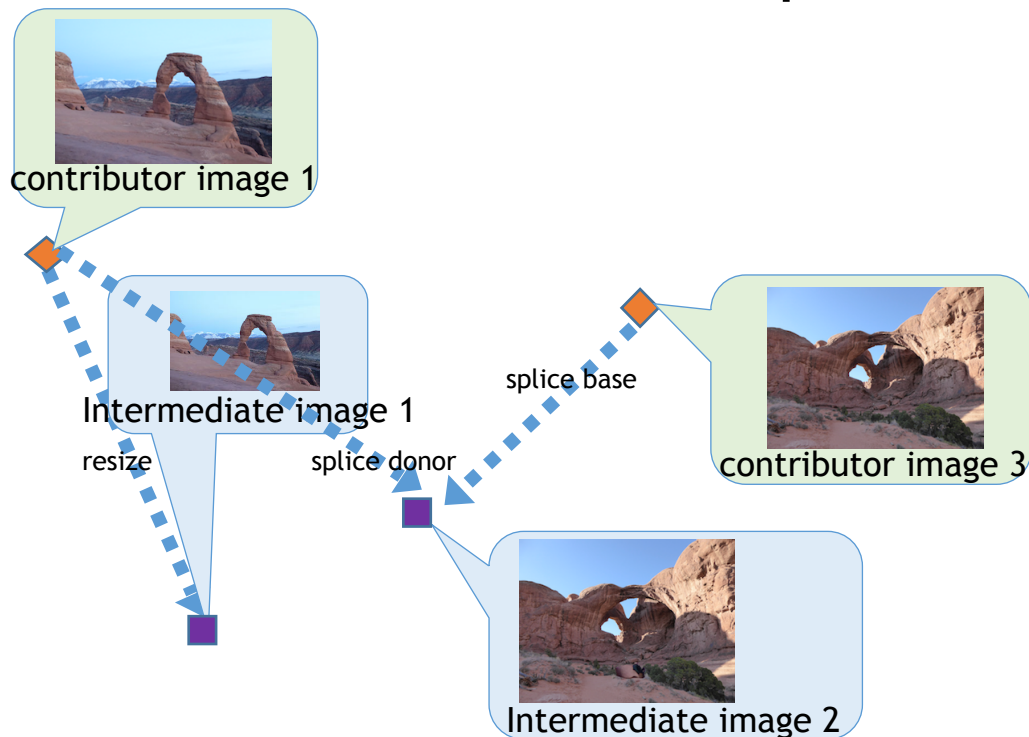 contributor image 1
Intermediate image 1
splice base
resize
splice donor
contributor image 3
Intermediate image 2